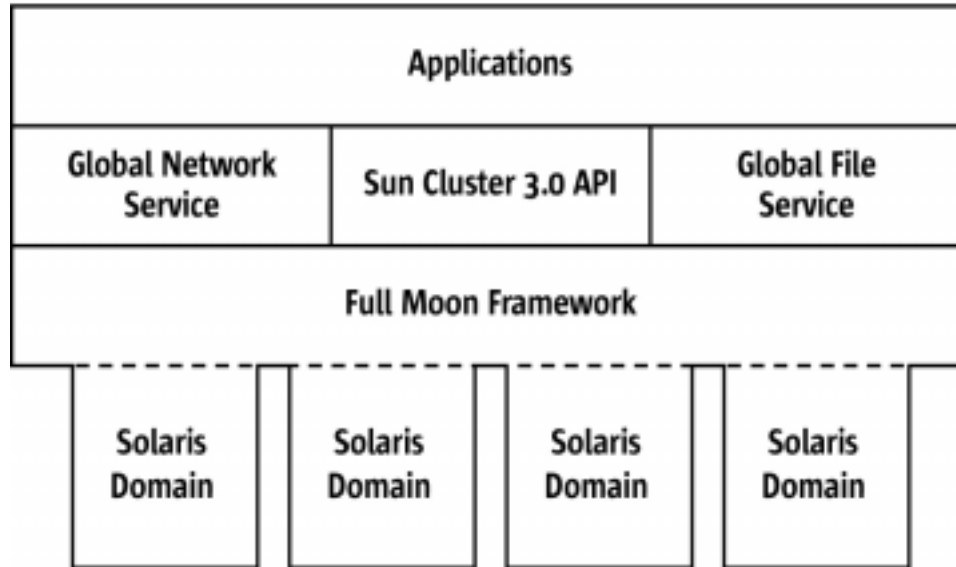 Applications
Global Network
Service
Sun Cluster 3.0 API
Global File
Service
Full Moon Framework
Solaris
Domain
Solaris
Domain
Solaris
Domain
Solaris
Domain